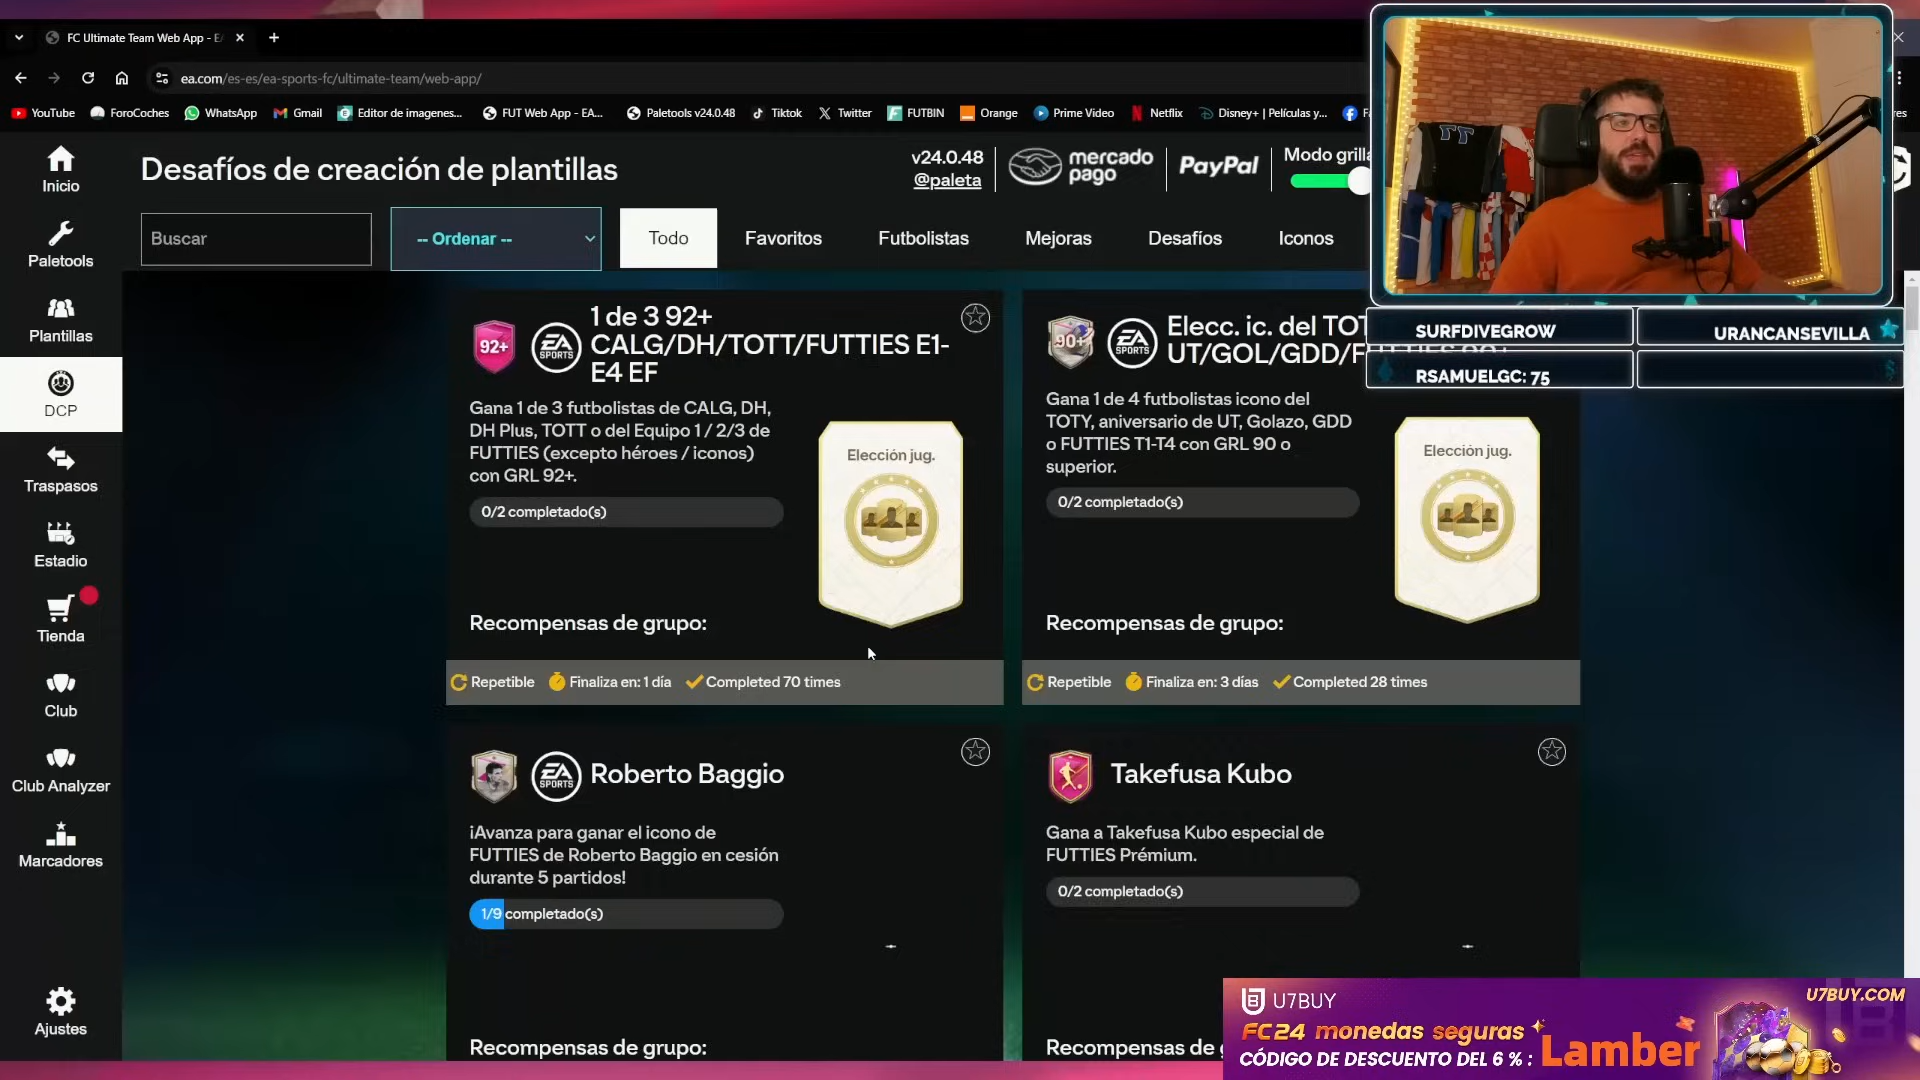 FC Ultimate Team Web App - E
ea.com/es-es/ea-sports-fc/ultimate-team/web-app/
YouTube
ForoCoches
WhatsApp
Gmail
Editor de imagenes...
FUT Web App - EA...
Paletools v24.0.48
Tiktok
Twitter
FUTBIN
Orange
Prime Video
Netflix
Disney+ | Películas y...
Inicio
Paletools
Plantillas
DCP
Traspasos
Estadio
Tienda
Club
Club Analyzer
Marcadores
Ajustes
Desafíos de creación de plantillas
v24.0.48
@paleta
mercado
pago
PayPal
Modo grilla
Buscar
-- Ordenar --
Todo
Favoritos
Futbolistas
Mejoras
Desafíos
Iconos
77
SURFDIVEGROW
URANCANSEVILLA
RSAMUELGC: 75
92+
EA
SPORTS
1 de 3 92+
CALG/DH/TOTT/FUTTIES E1-
E4 EF
Gana 1 de 3 futbolistas de CALG, DH,
DH Plus, TOTT o del Equipo 1 / 2/3 de
FUTTIES (excepto héroes / iconos)
con GRL 92+.
0/2 completado(s)
Elección jug.
Recompensas de grupo:
Repetible
Finaliza en: 1 día
Completed 70 times
90+
EA
SPORTS
Elecc. ic. del TOT
UT/GOL/GDD/F
Gana 1 de 4 futbolistas icono del
TOTY, aniversario de UT, Golazo, GDD
o FUTTIES T1-T4 con GRL 90 o
superior.
0/2 completado(s)
Elección jug.
Recompensas de grupo:
Repetible
Finaliza en: 3 días
Completed 28 times
EA
SPORTS
Roberto Baggio
¡Avanza para ganar el icono de
FUTTIES de Roberto Baggio en cesión
durante 5 partidos!
1/9 completado(s)
Recompensas de grupo:
Takefusa Kubo
Gana a Takefusa Kubo especial de
FUTTIES Prémium.
0/2 completado(s)
Recompensas de g
U7BUY
U7BUY.COM
FC24 monedas seguras
CÓDIGO DE DESCUENTO DEL 6 % : Lamber